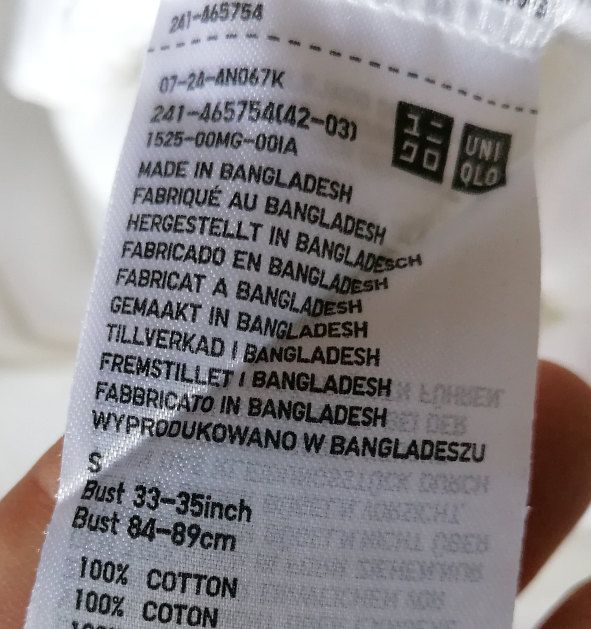 241-465754
07-24-4N067K
241-465754(42-03)
1525-00MG-00IA
ユニ
クロ
UNI
QLO
MADE IN BANGLADESH
FABRIQUÉ AU BANGLADESH
HERGESTELLT IN BANGLADESCH
FABRICADO EN BANGLADESH
FABRICAT A BANGLADESH
GEMAAKT IN BANGLADESH
TILLVERKAD I BANGLADESH
FREMSTILLET I BANGLADESH
FABBRICATO IN BANGLADESH
WYPRODUKOWANO W BANGLADESZU
S
Bust 33-35inch
Bust 84-89cm
100% COTTON
100% COTON